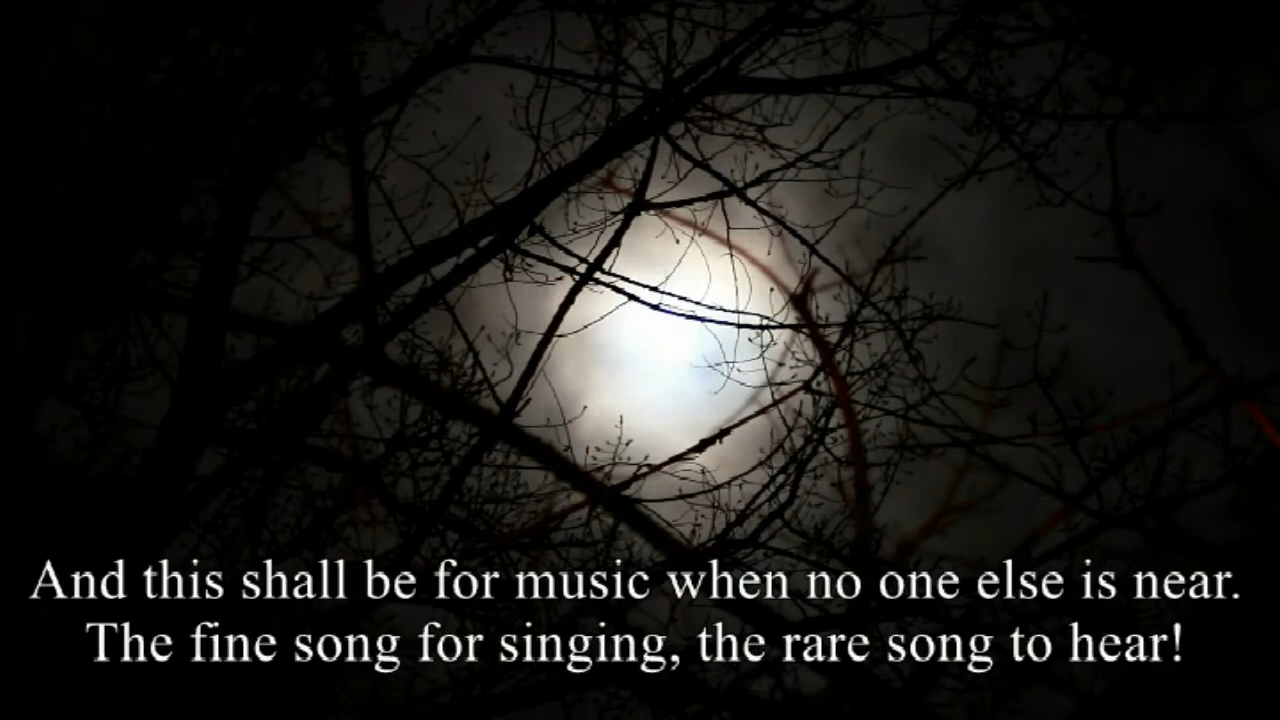 And this shall be for music when no one else is near.
The fine song for singing, the rare song to hear!